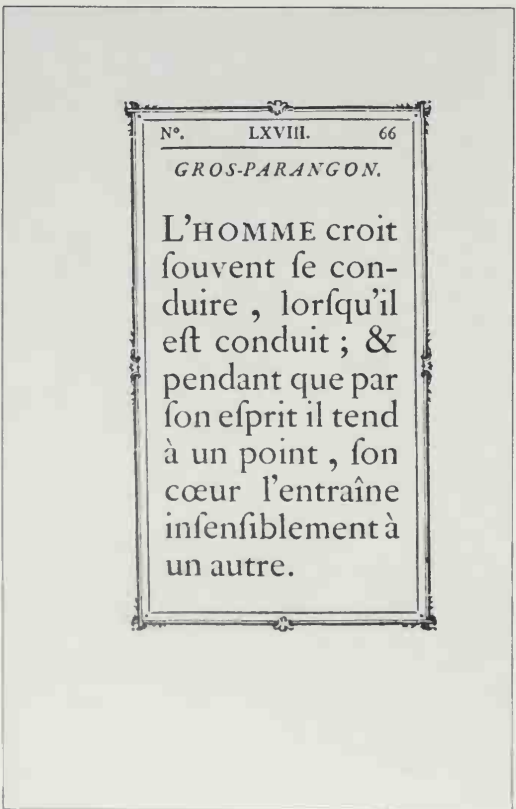 Nº. LXVIII. 66
GROS-PARANGON.
L'HOMME croit
ſouvent ſe con-
duire , lorſqu'il
eſt conduit ; &
pendant que par
ſon eſprit il tend
à un point , ſon
cœur l'entraîne
inſenſiblement à
un autre.